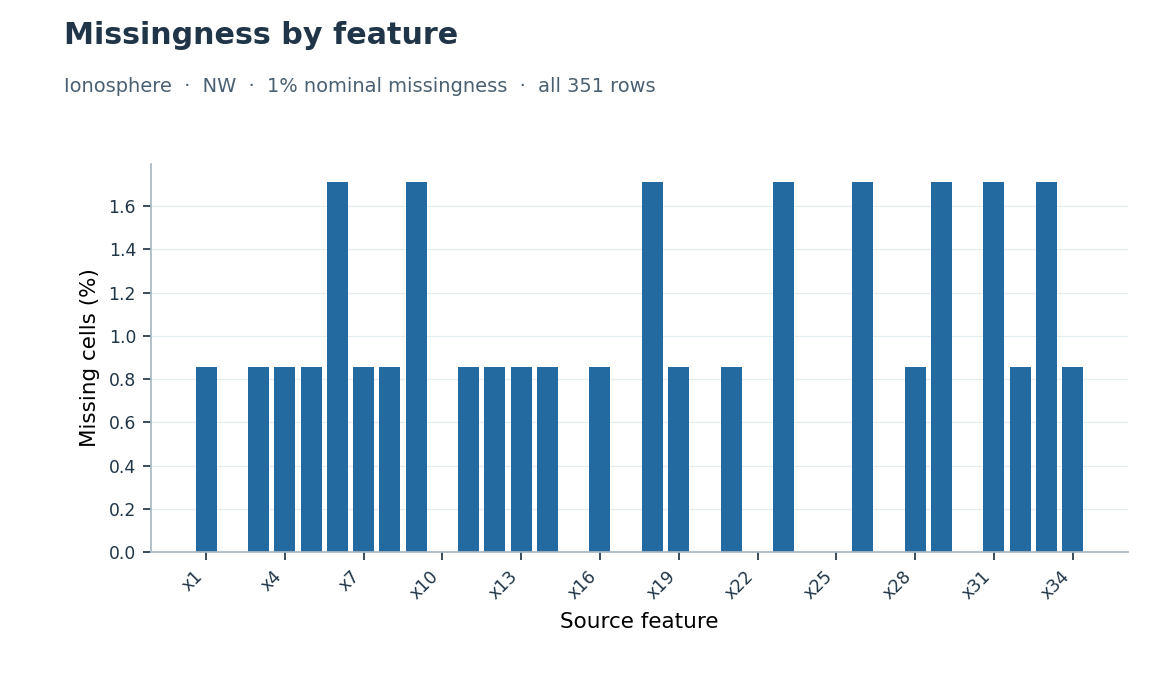 Missingness by feature
Ionosphere · NW · 1% nominal missingness · all 351 rows
Missing cells (%)
1.6
1.4
1.2
1.0
0.8
0.6
0.4
0.2
0.0
x1 x4 x7 x10 x13 x16 x19 x22 x25 x28 x31 x34
Source feature